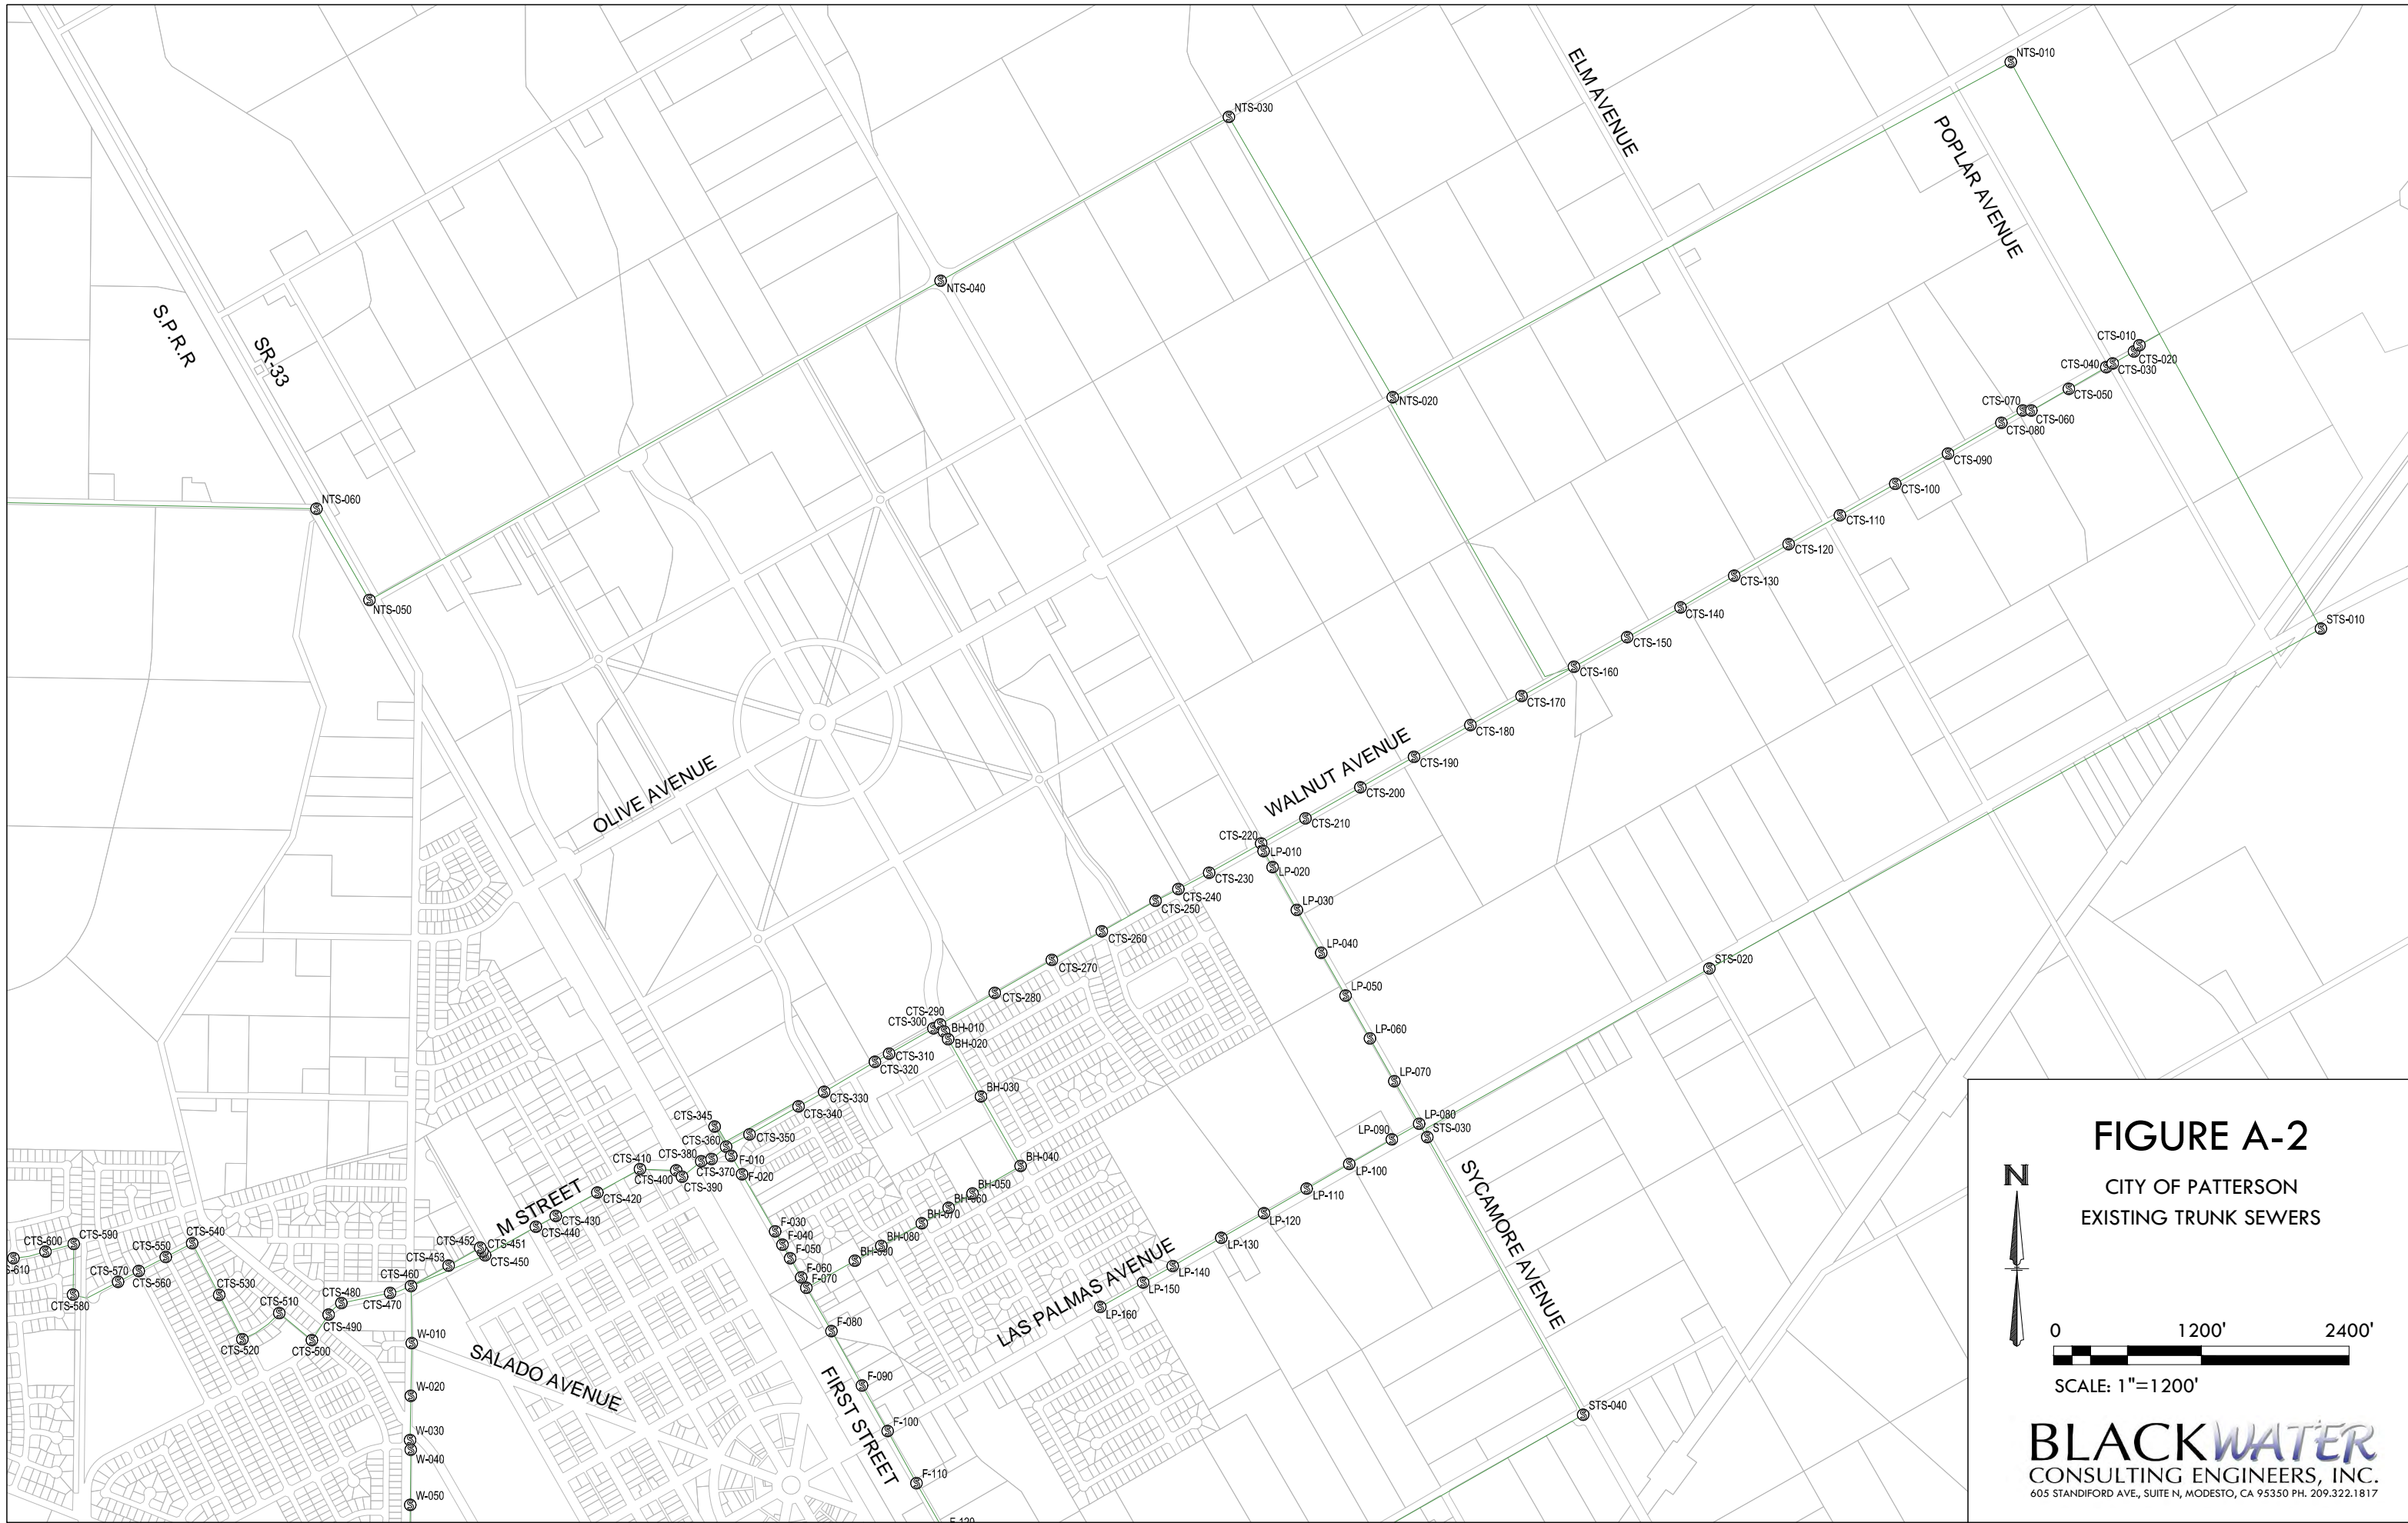 NTS-010
ELM AVENUE
NTS-030
POPLAR AVENUE
NTS-040
S.P.R.R
SR-33
CTS-010
CTS-020
CTS-040
CTS-030
CTS-050
NTS-020
CTS-070
CTS-060
CTS-080
CTS-090
CTS-100
NTS-060
CTS-110
CTS-120
CTS-130
NTS-050
CTS-140
STS-010
CTS-150
CTS-160
CTS-170
CTS-180
WALNUT AVENUE
CTS-190
OLIVE AVENUE
CTS-200
CTS-210
CTS-220
LP-010
LP-020
CTS-230
CTS-240
CTS-250
LP-030
CTS-260
LP-040
CTS-270
STS-020
LP-050
CTS-280
CTS-290
CTS-300
BH-010
BH-020
LP-060
CTS-310
CTS-320
LP-070
BH-030
CTS-330
CTS-340
CTS-345
LP-080
LP-090
STS-030
CTS-350
CTS-360
CTS-380
F-010
CTS-410
CTS-370
F-020
CTS-400
CTS-390
BH-040
LP-100
BH-050
BH-060
LP-110
SYCAMORE AVENUE
CTS-420
M STREET
BH-070
LP-120
CTS-430
CTS-440
F-030
F-040
BH-080
LP-130
CTS-590
CTS-540
CTS-452
CTS-451
CTS-600
CTS-550
CTS-453
CTS-450
F-050
BH-090
S-610
CTS-570
CTS-560
F-060
F-070
LAS PALMAS AVENUE
LP-140
LP-150
CTS-460
CTS-530
CTS-480
CTS-470
CTS-580
CTS-510
LP-160
CTS-490
F-080
W-010
CTS-520
CTS-500
SALADO AVENUE
FIRST STREET
F-090
W-020
STS-040
F-100
W-030
W-040
F-110
W-050
F-120
FIGURE A-2
CITY OF PATTERSON
EXISTING TRUNK SEWERS
N
0 1200' 2400'
SCALE: 1"=1200'
BLACKWATER
CONSULTING ENGINEERS, INC.
605 STANDIFORD AVE., SUITE N, MODESTO, CA 95350 PH. 209.322.1817